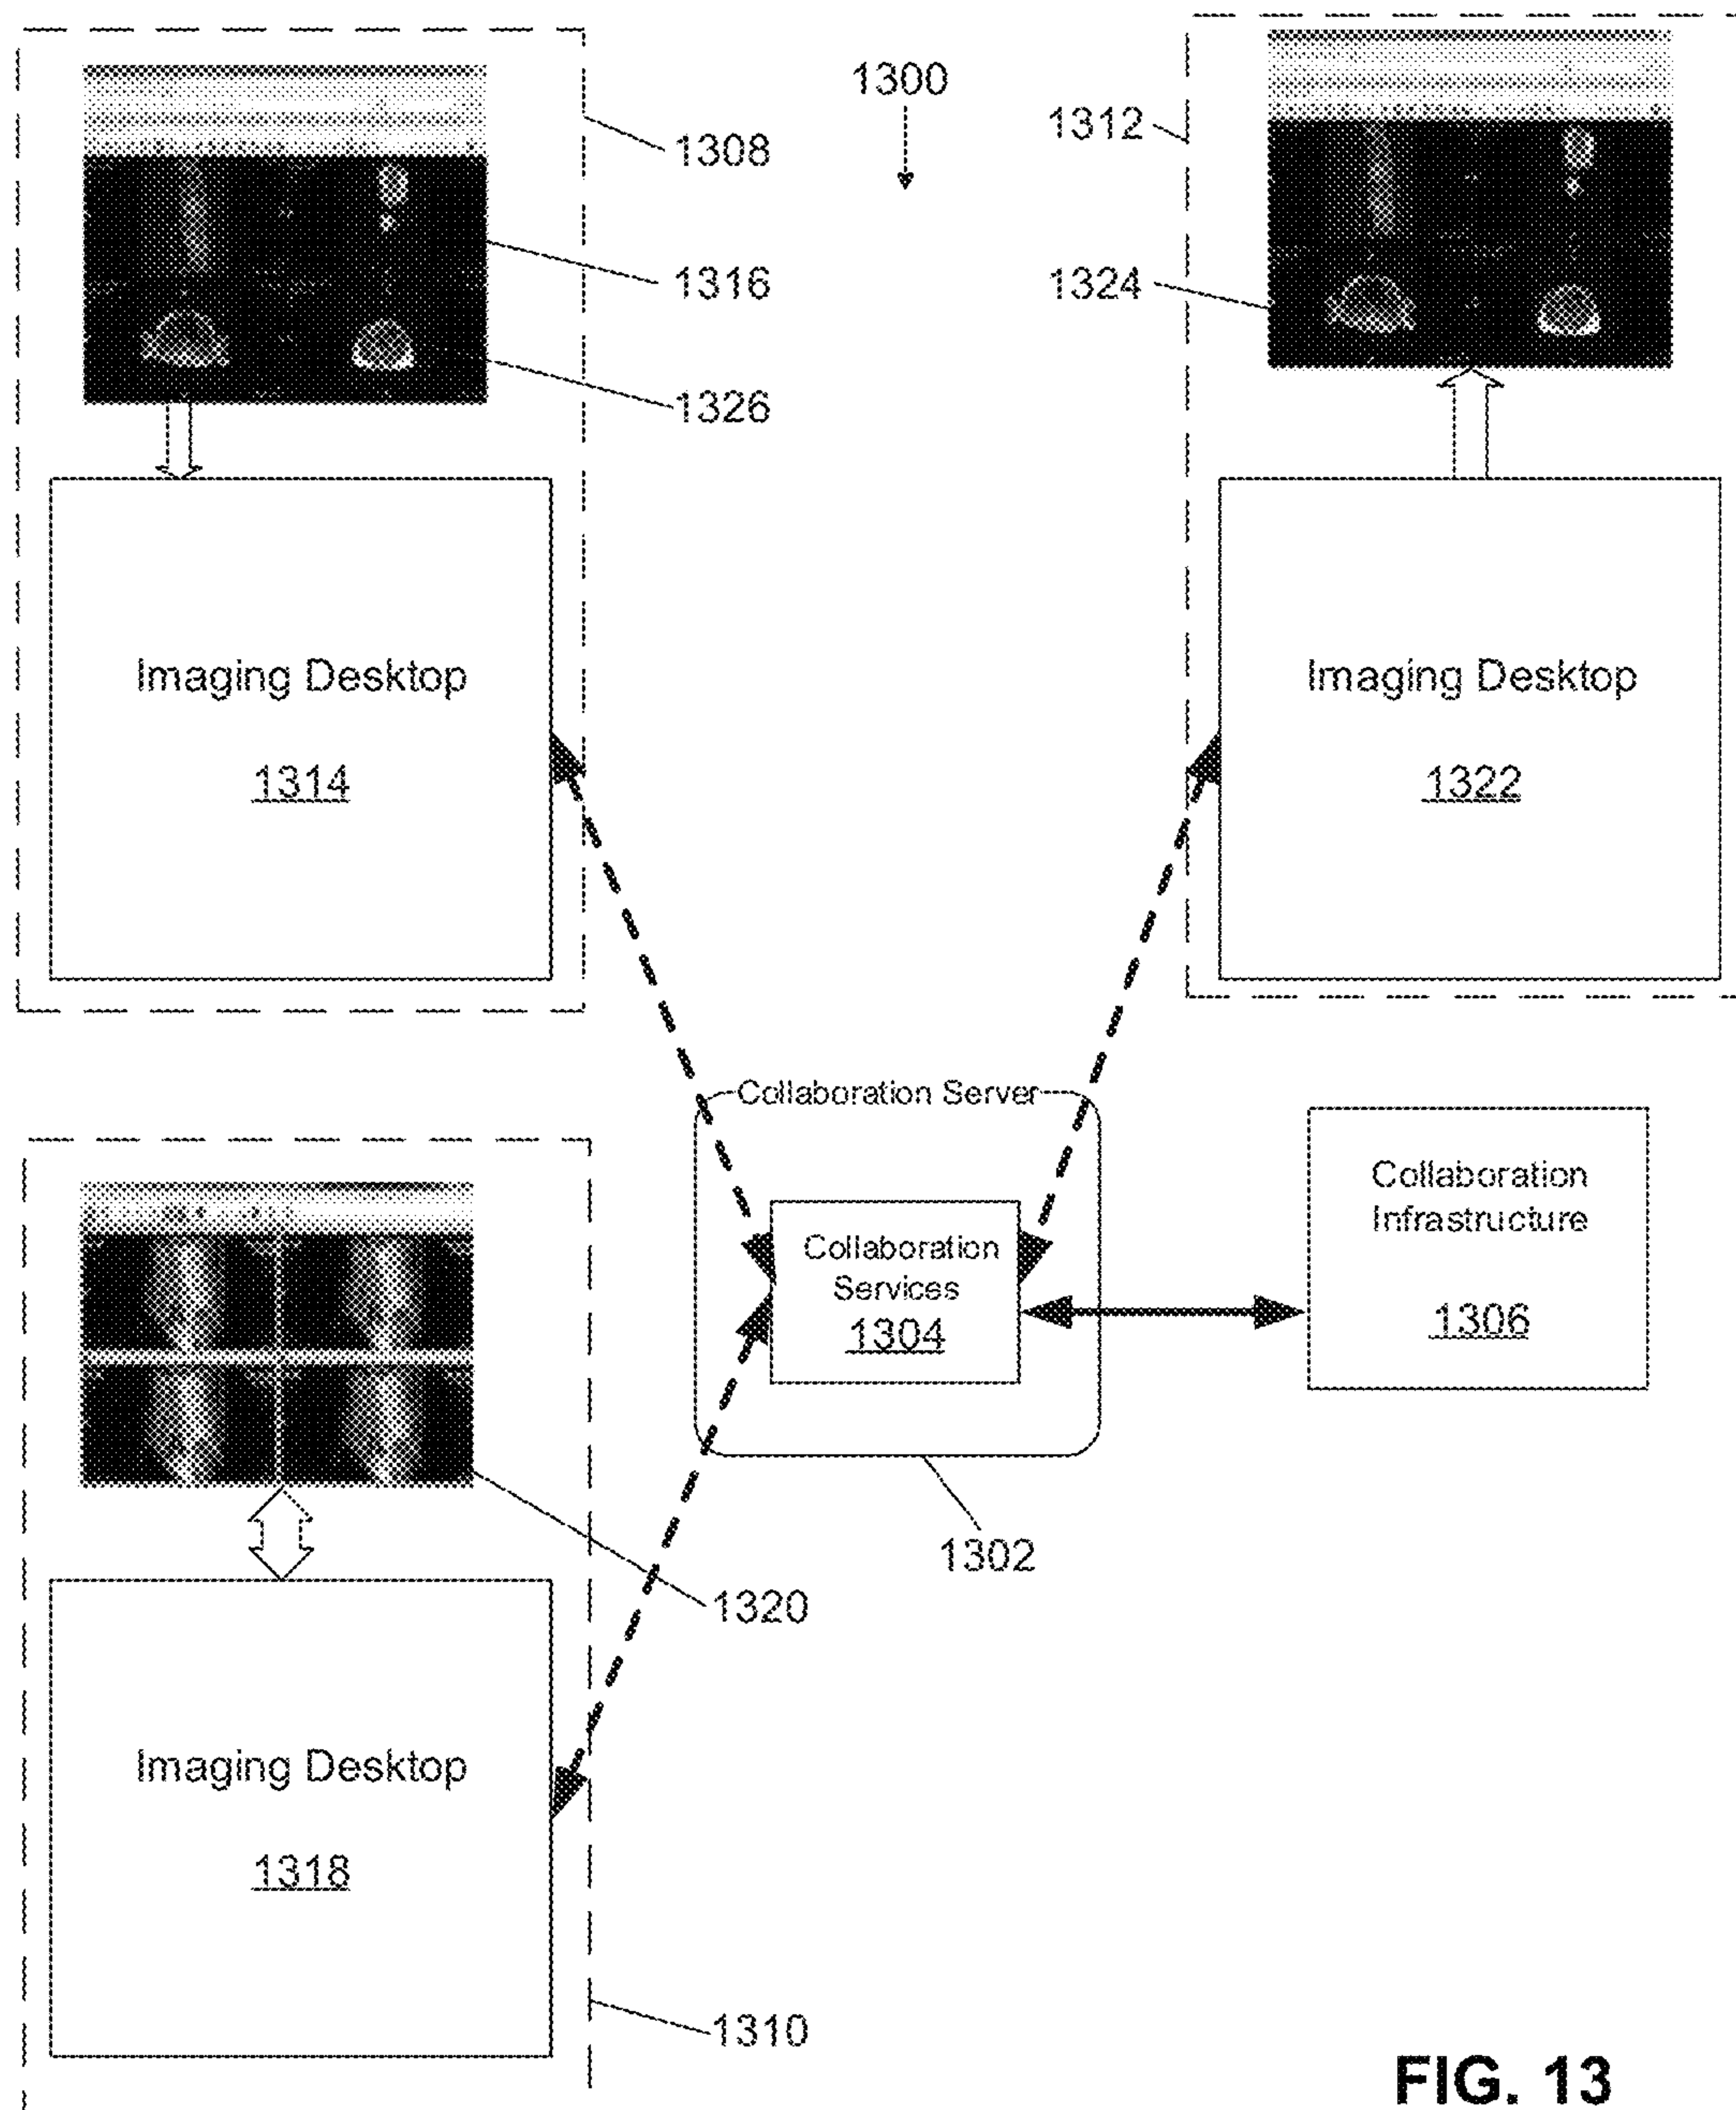 1300
1308
1312
1316
1324
1326
Imaging Desktop
1314
Imaging Desktop
1322
Collaboration Server
Collaboration
Services
1304
Collaboration
Infrastructure
1306
1302
1320
Imaging Desktop
1318
1310
FIG. 13